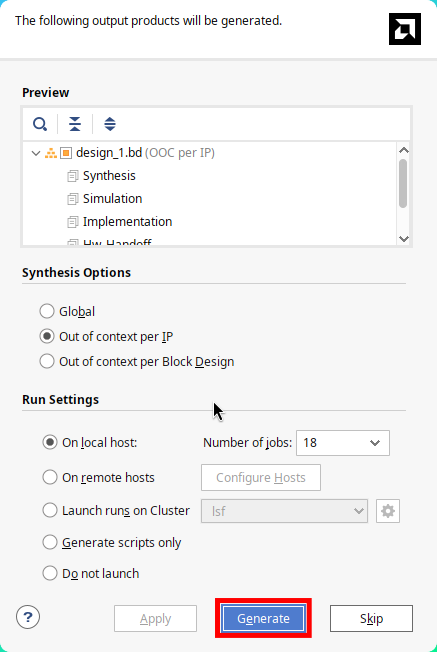 The following output products will be generated.
Preview
design_1.bd (OOC per IP)
Synthesis
Simulation
Implementation
Hw_Handoff
Synthesis Options
Global
Out of context per IP
Out of context per Block Design
Run Settings
On local host: Number of jobs: 18
On remote hosts Configure Hosts
Launch runs on Cluster lsf
Generate scripts only
Do not launch
? Apply Generate Skip